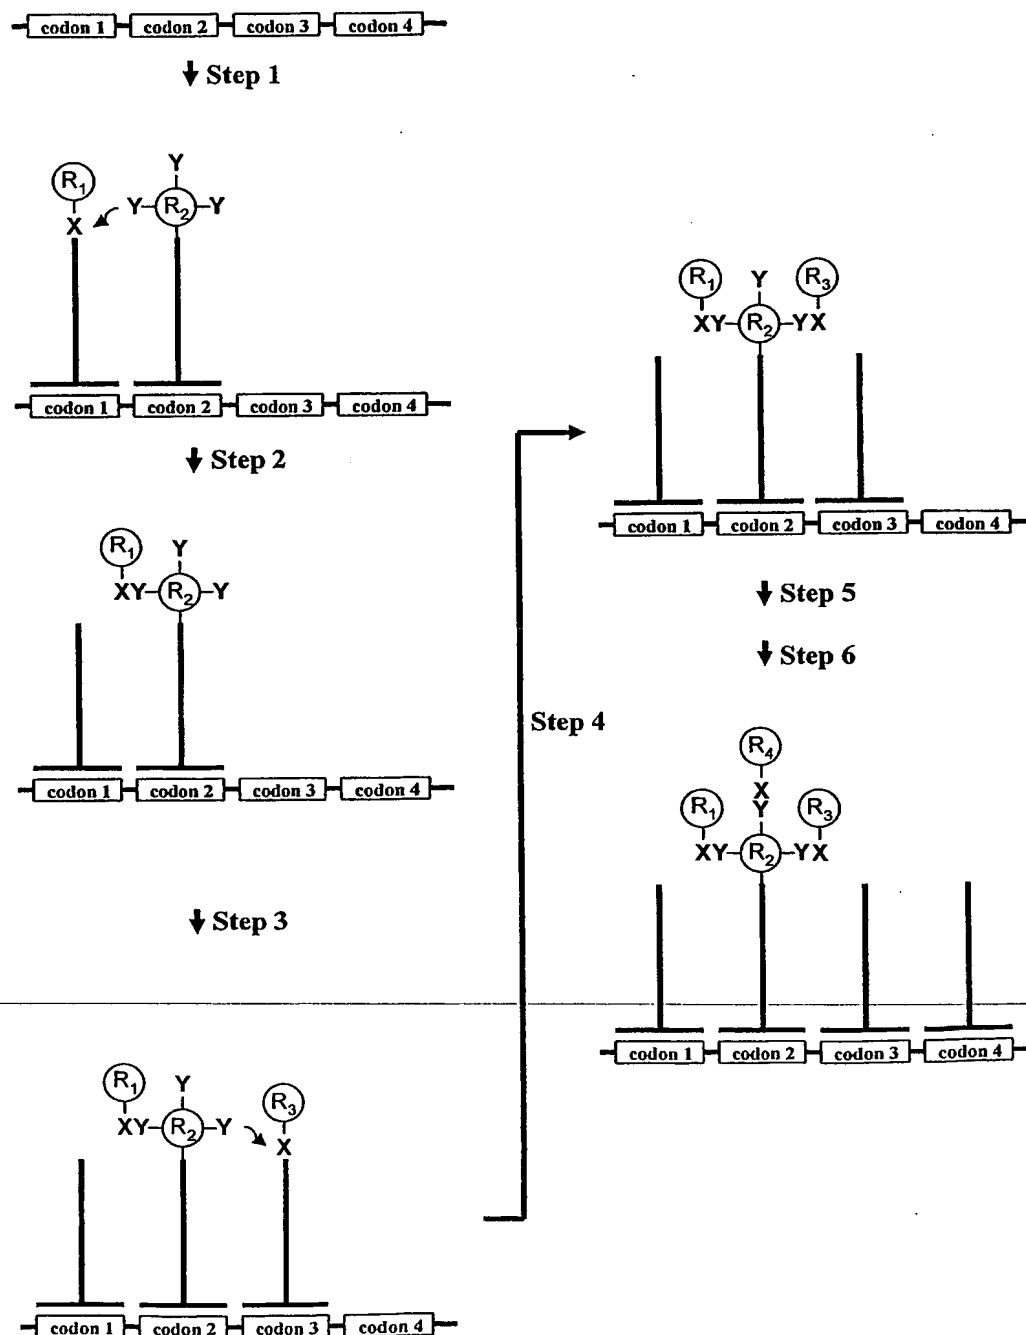 codon 1 codon 2 codon 3 codon 4
Step 1
Y
R1
Y R2 Y
X
codon 1 codon 2 codon 3 codon 4
Step 2
R1
Y
XY R2 Y
codon 1 codon 2 codon 3 codon 4
Step 3
R1
Y
R3
XY R2 Y
X
codon 1 codon 2 codon 3 codon 4
Step 4
R1
Y
R3
XY R2 YX
codon 1 codon 2 codon 3 codon 4
Step 5
Step 6
R4
X
Y
R1
R3
XY R2 YX
codon 1 codon 2 codon 3 codon 4